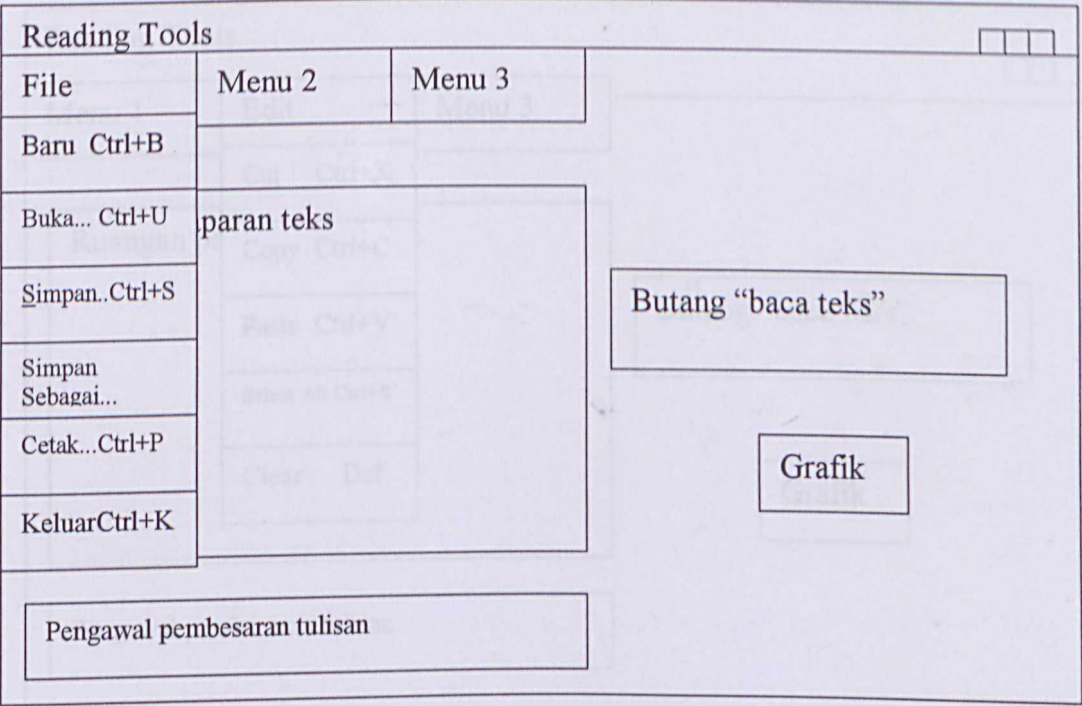 Reading Tools
File
Menu 2
Menu 3
Baru Ctrl+B
Buka... Ctrl+U
paran teks
Simpan..Ctrl+S
Butang “baca teks”
Simpan
Sebagai...
Cetak...Ctrl+P
Grafik
KeluarCtrl+K
Pengawal pembesaran tulisan